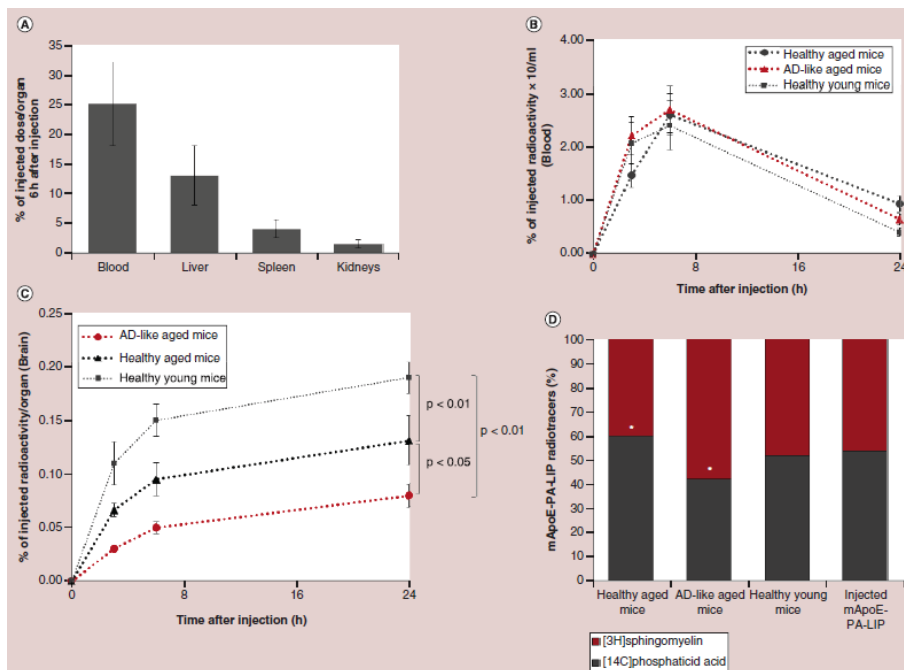 A
% of injected dose/organ
6 h after injection
35
30
25
20
15
10
5
0
Blood Liver Spleen Kidneys
B
% of injected radioactivity × 10/ml
(Blood)
4.00
3.00
2.00
1.00
0.00
Healthy aged mice
AD-like aged mice
Healthy young mice
0 8 16 24
Time after injection (h)
C
% of injected radioactivity/organ (Brain)
0.25
0.20
0.15
0.10
0.05
0.00
AD-like aged mice
Healthy aged mice
Healthy young mice
p < 0.01
p < 0.01
p < 0.05
0 8 16 24
Time after injection (h)
D
mApoE-PA-LIP radiotracers (%)
100
90
80
70
60
50
40
30
20
10
0
Healthy aged
mice
AD-like aged
mice
Healthy young
mice
Injected
mApoE-
PA-LIP
[3H]sphingomyelin
[14C]phosphaticid acid